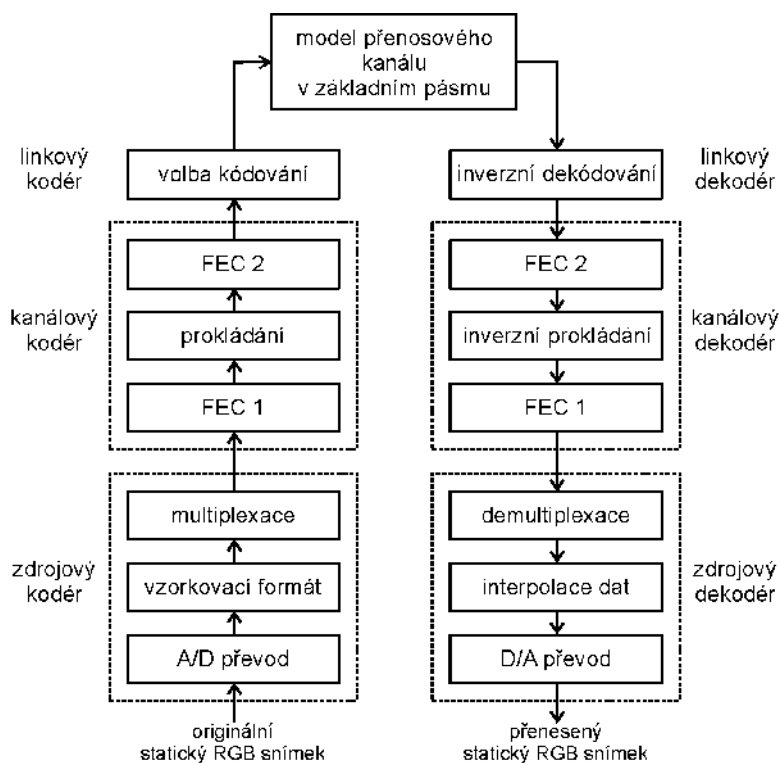 model přenosového
kanálu
v základním pásmu
linkový
kodér
volba kódování
inverzní dekódování
linkový
dekodér
FEC 2
FEC 2
kanálový
kodér
prokládání
inverzní prokládání
kanálový
dekodér
FEC 1
FEC 1
multiplexace
demultiplexace
zdrojový
kodér
vzorkovací formát
interpolace dat
zdrojový
dekodér
A/D převod
D/A převod
originální
statický RGB snímek
přenesený
statický RGB snímek